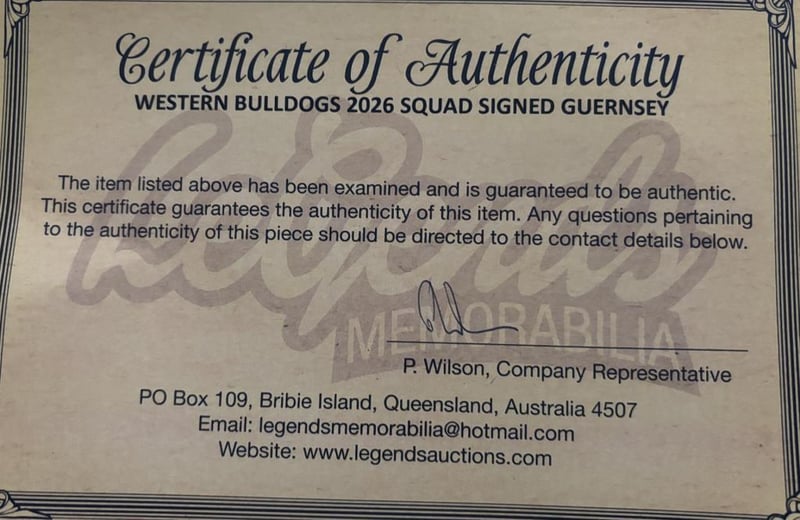 Certificate of Authenticity
WESTERN BULLDOGS 2026 SQUAD SIGNED GUERNSEY
Legends
The item listed above has been examined and is guaranteed to be authentic.
This certificate guarantees the authenticity of this item. Any questions pertaining
to the authenticity of this piece should be directed to the contact details below.
MEMORABILIA
P. Wilson, Company Representative
PO Box 109, Bribie Island, Queensland, Australia 4507
Email: legendsmemorabilia@hotmail.com
Website: www.legendsauctions.com